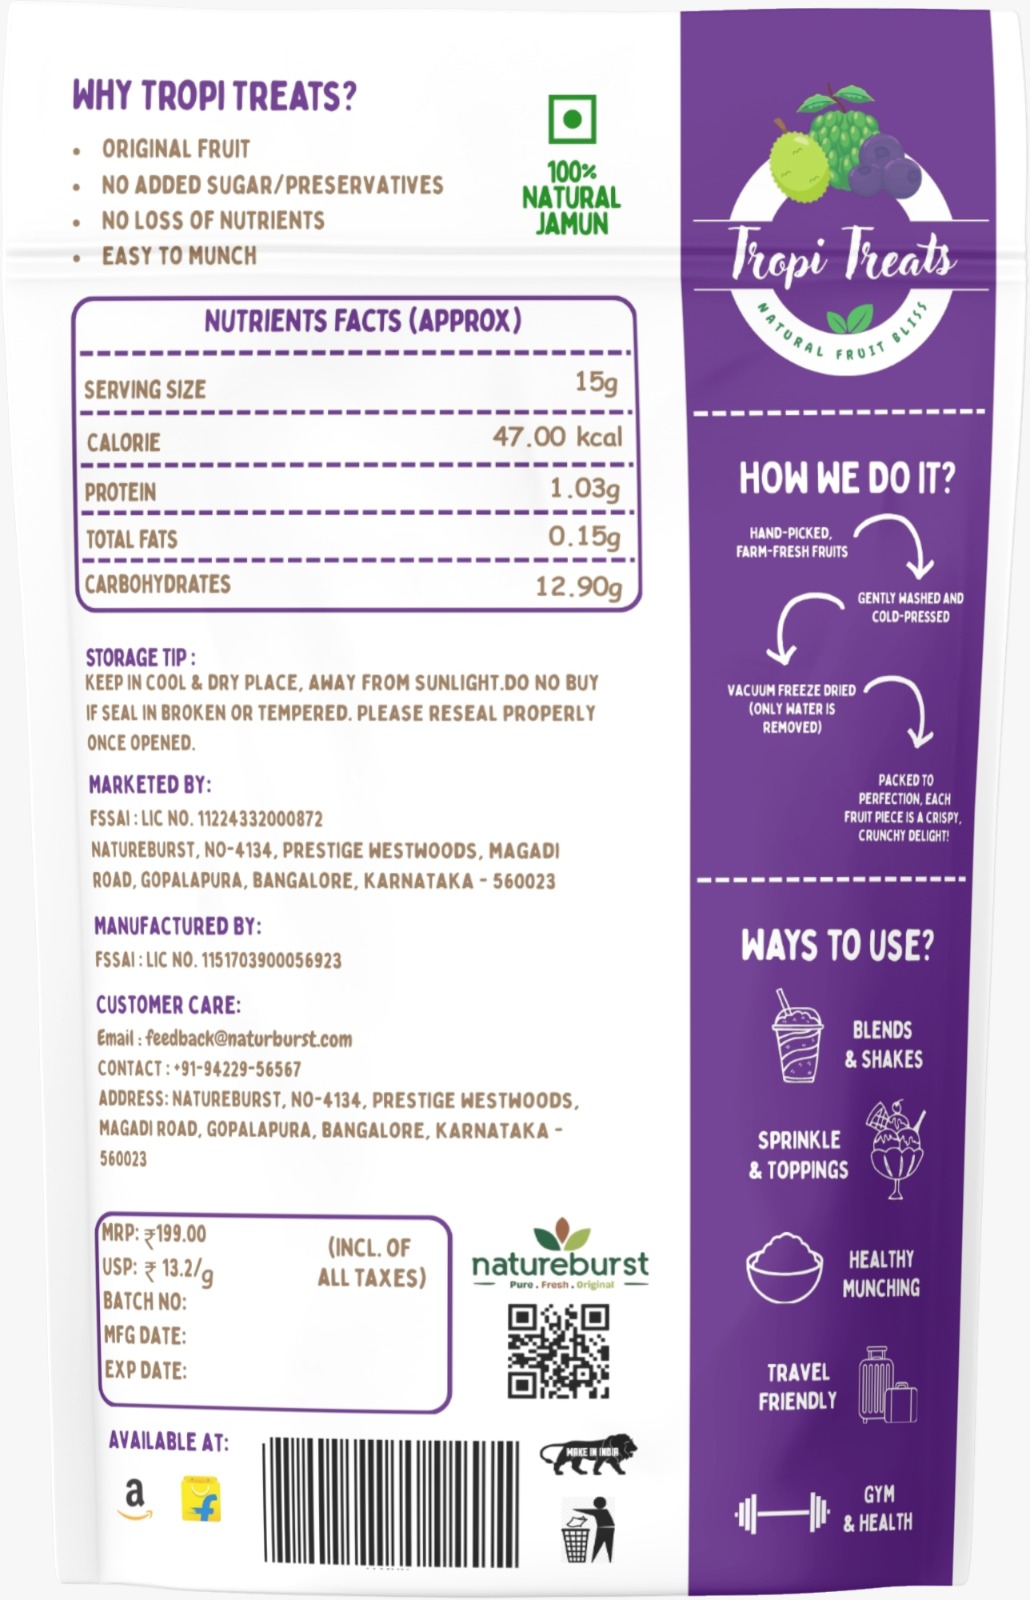 WHY TROPI TREATS?
• ORIGINAL FRUIT
• NO ADDED SUGAR/PRESERVATIVES
• NO LOSS OF NUTRIENTS
• EASY TO MUNCH
100%
NATURAL
JAMUN
NUTRIENTS FACTS (APPROX)
SERVING SIZE 15g
CALORIE 47.00 kcal
PROTEIN 1.03g
TOTAL FATS 0.15g
CARBOHYDRATES 12.90g
STORAGE TIP :
KEEP IN COOL & DRY PLACE, AWAY FROM SUNLIGHT.DO NO BUY
IF SEAL IN BROKEN OR TEMPERED. PLEASE RESEAL PROPERLY
ONCE OPENED.
MARKETED BY:
FSSAI : LIC NO. 11224332000872
NATUREBURST, NO-4134, PRESTIGE WESTWOODS, MAGADI
ROAD, GOPALAPURA, BANGALORE, KARNATAKA - 560023
MANUFACTURED BY:
FSSAI : LIC NO. 1151703900056923
CUSTOMER CARE:
Email : feedback@naturburst.com
CONTACT : +91-94229-56567
ADDRESS: NATUREBURST, NO-4134, PRESTIGE WESTWOODS,
MAGADI ROAD, GOPALAPURA, BANGALORE, KARNATAKA -
560023
MRP: ₹199.00
USP: ₹ 13.2/g
BATCH NO:
MFG DATE:
EXP DATE:
(INCL. OF
ALL TAXES)
natureburst
Pure . Fresh . Original
AVAILABLE AT:
a
f
MAKE IN INDIA
Tropi Treats
NATURAL FRUIT BLISS
HOW WE DO IT?
HAND-PICKED,
FARM-FRESH FRUITS
GENTLY WASHED AND
COLD-PRESSED
VACUUM FREEZE DRIED
(ONLY WATER IS
REMOVED)
PACKED TO
PERFECTION, EACH
FRUIT PIECE IS A CRISPY,
CRUNCHY DELIGHT!
WAYS TO USE?
BLENDS
& SHAKES
SPRINKLE
& TOPPINGS
HEALTHY
MUNCHING
TRAVEL
FRIENDLY
GYM
& HEALTH